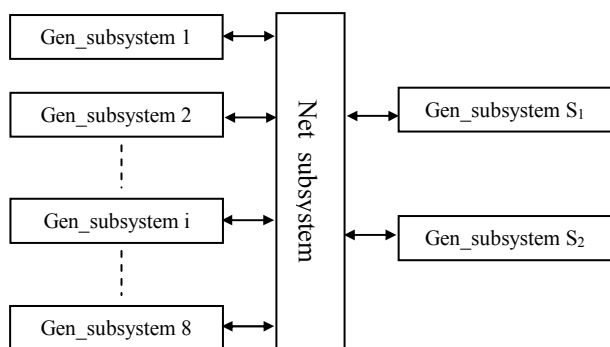 Gen_subsystem 1
Gen_subsystem 2
Gen_subsystem i
Gen_subsystem 8
Net subsystem
Gen_subsystem S₁
Gen_subsystem S₂